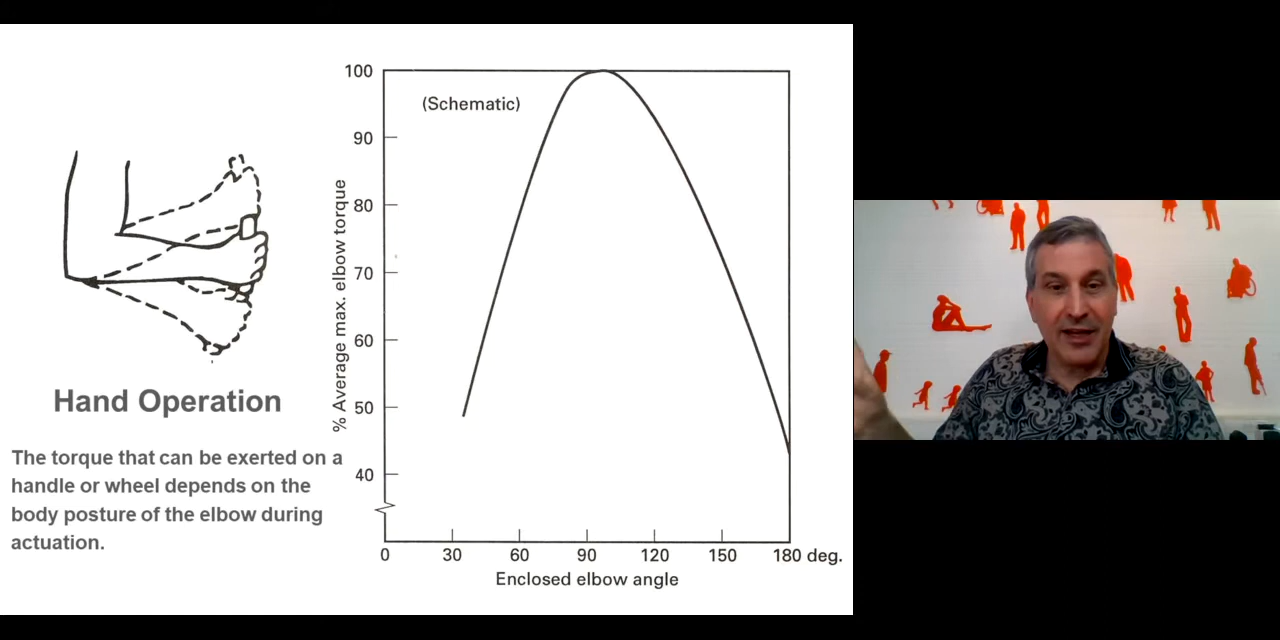 100
(Schematic)
90
80
70
60
50
40
% Average max. elbow torque
0 30 60 90 120 150 180 deg.
Enclosed elbow angle
Hand Operation
The torque that can be exerted on a
handle or wheel depends on the
body posture of the elbow during
actuation.